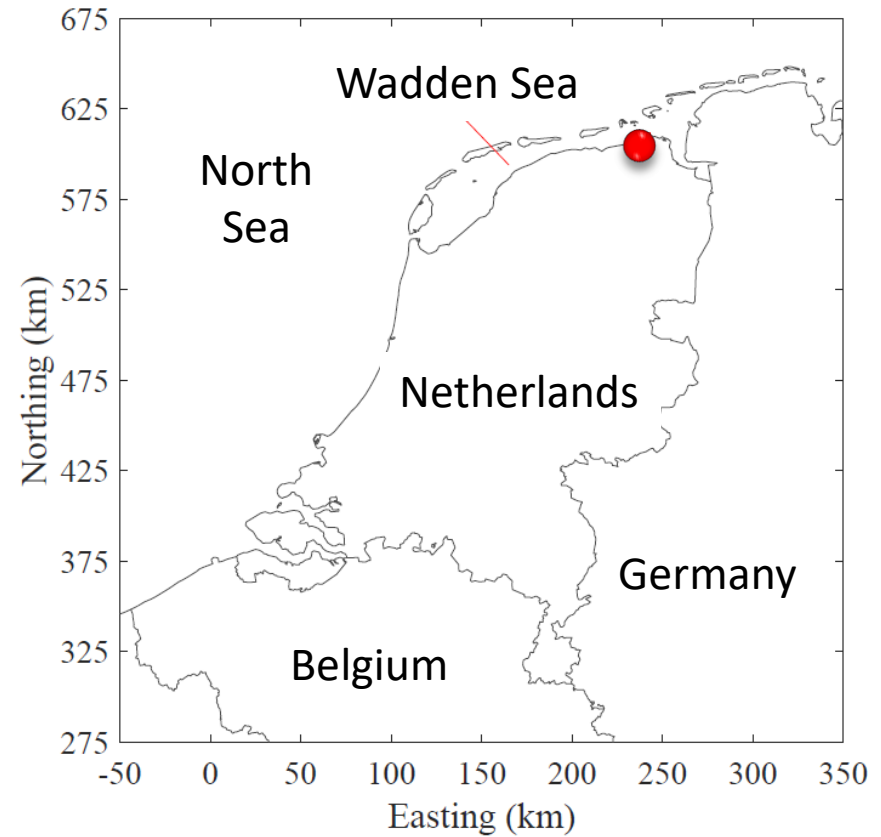 675
625
575
525
475
425
375
325
275
Northing (km)
Wadden Sea
North
Sea
Netherlands
Germany
Belgium
-50
0
50
100
150
200
250
300
350
Easting (km)